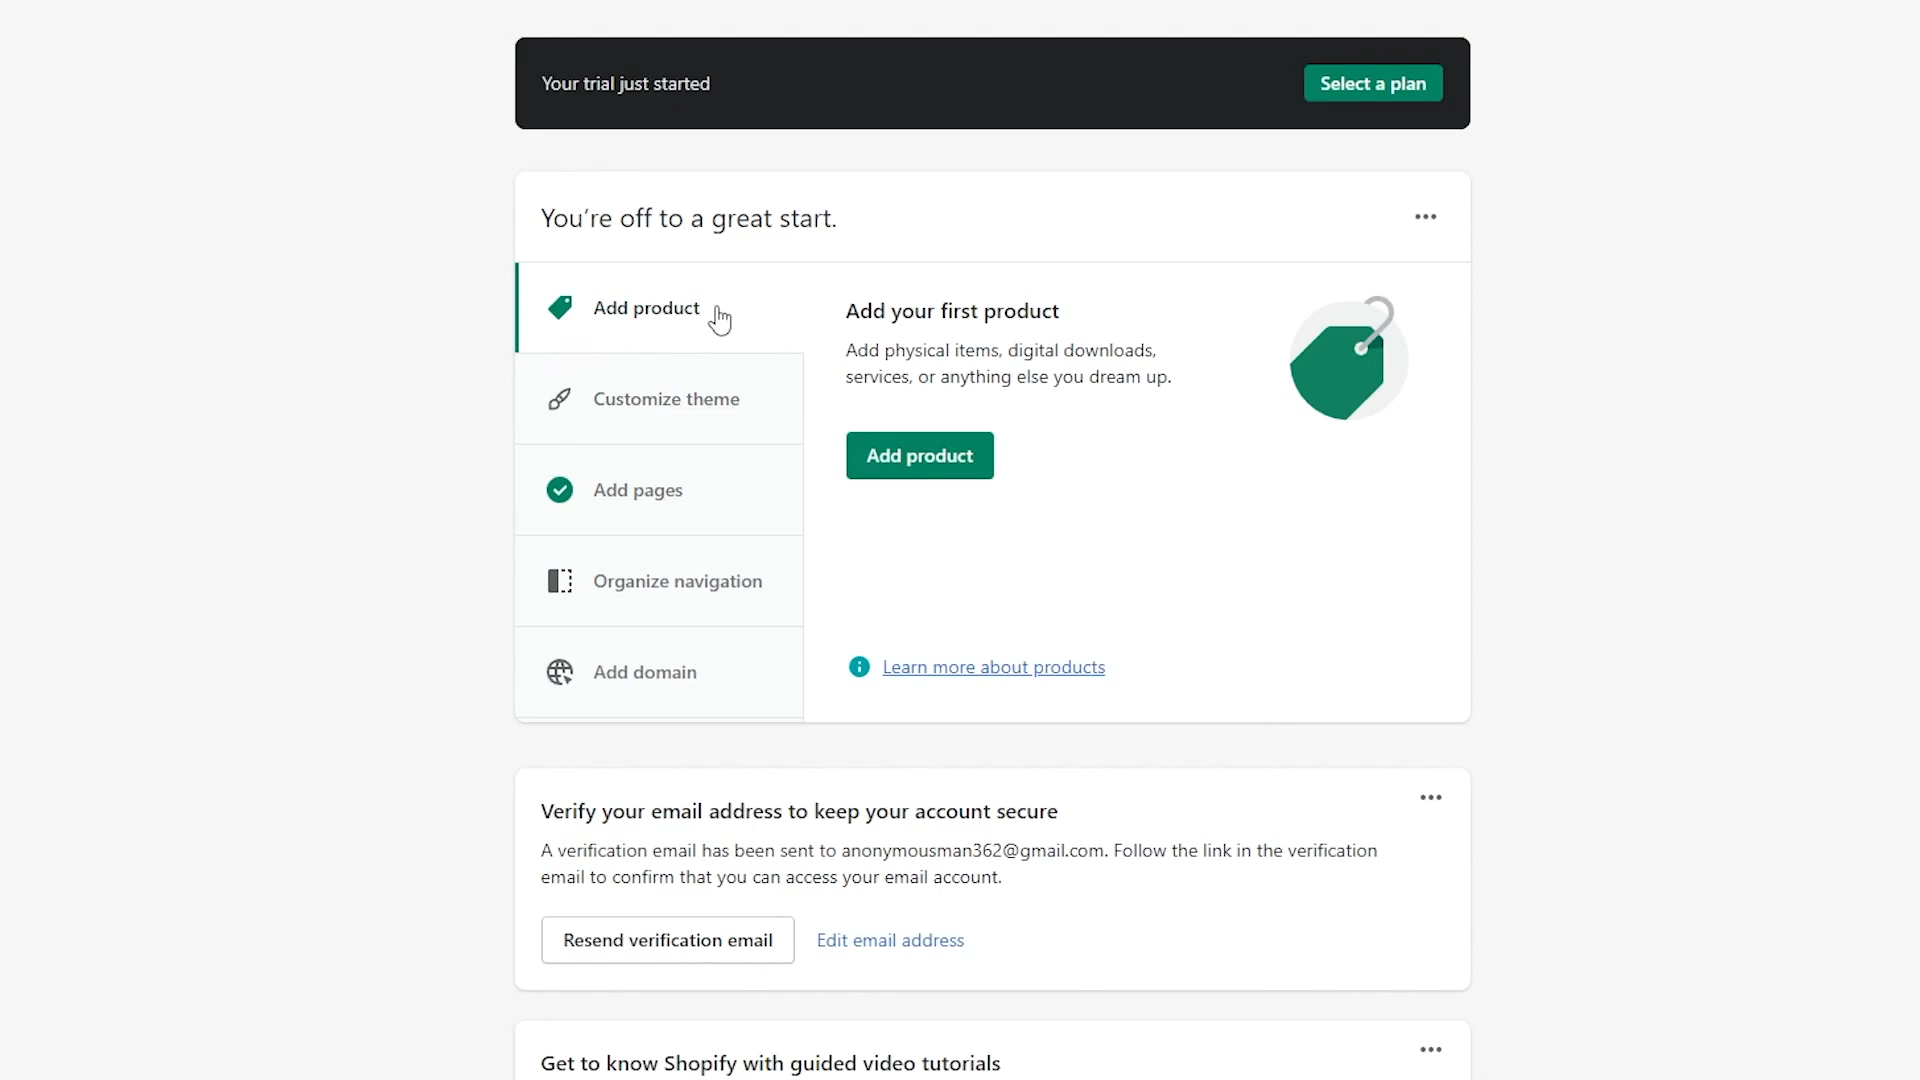 Your trial just started
Select a plan
You're off to a great start.
Add product
Customize theme
Add pages
Organize navigation
Add domain
Add your first product
Add physical items, digital downloads,
services, or anything else you dream up.
Add product
Learn more about products
Verify your email address to keep your account secure
A verification email has been sent to anonymousman362@gmail.com. Follow the link in the verification
email to confirm that you can access your email account.
Resend verification email
Edit email address
Get to know Shopify with guided video tutorials